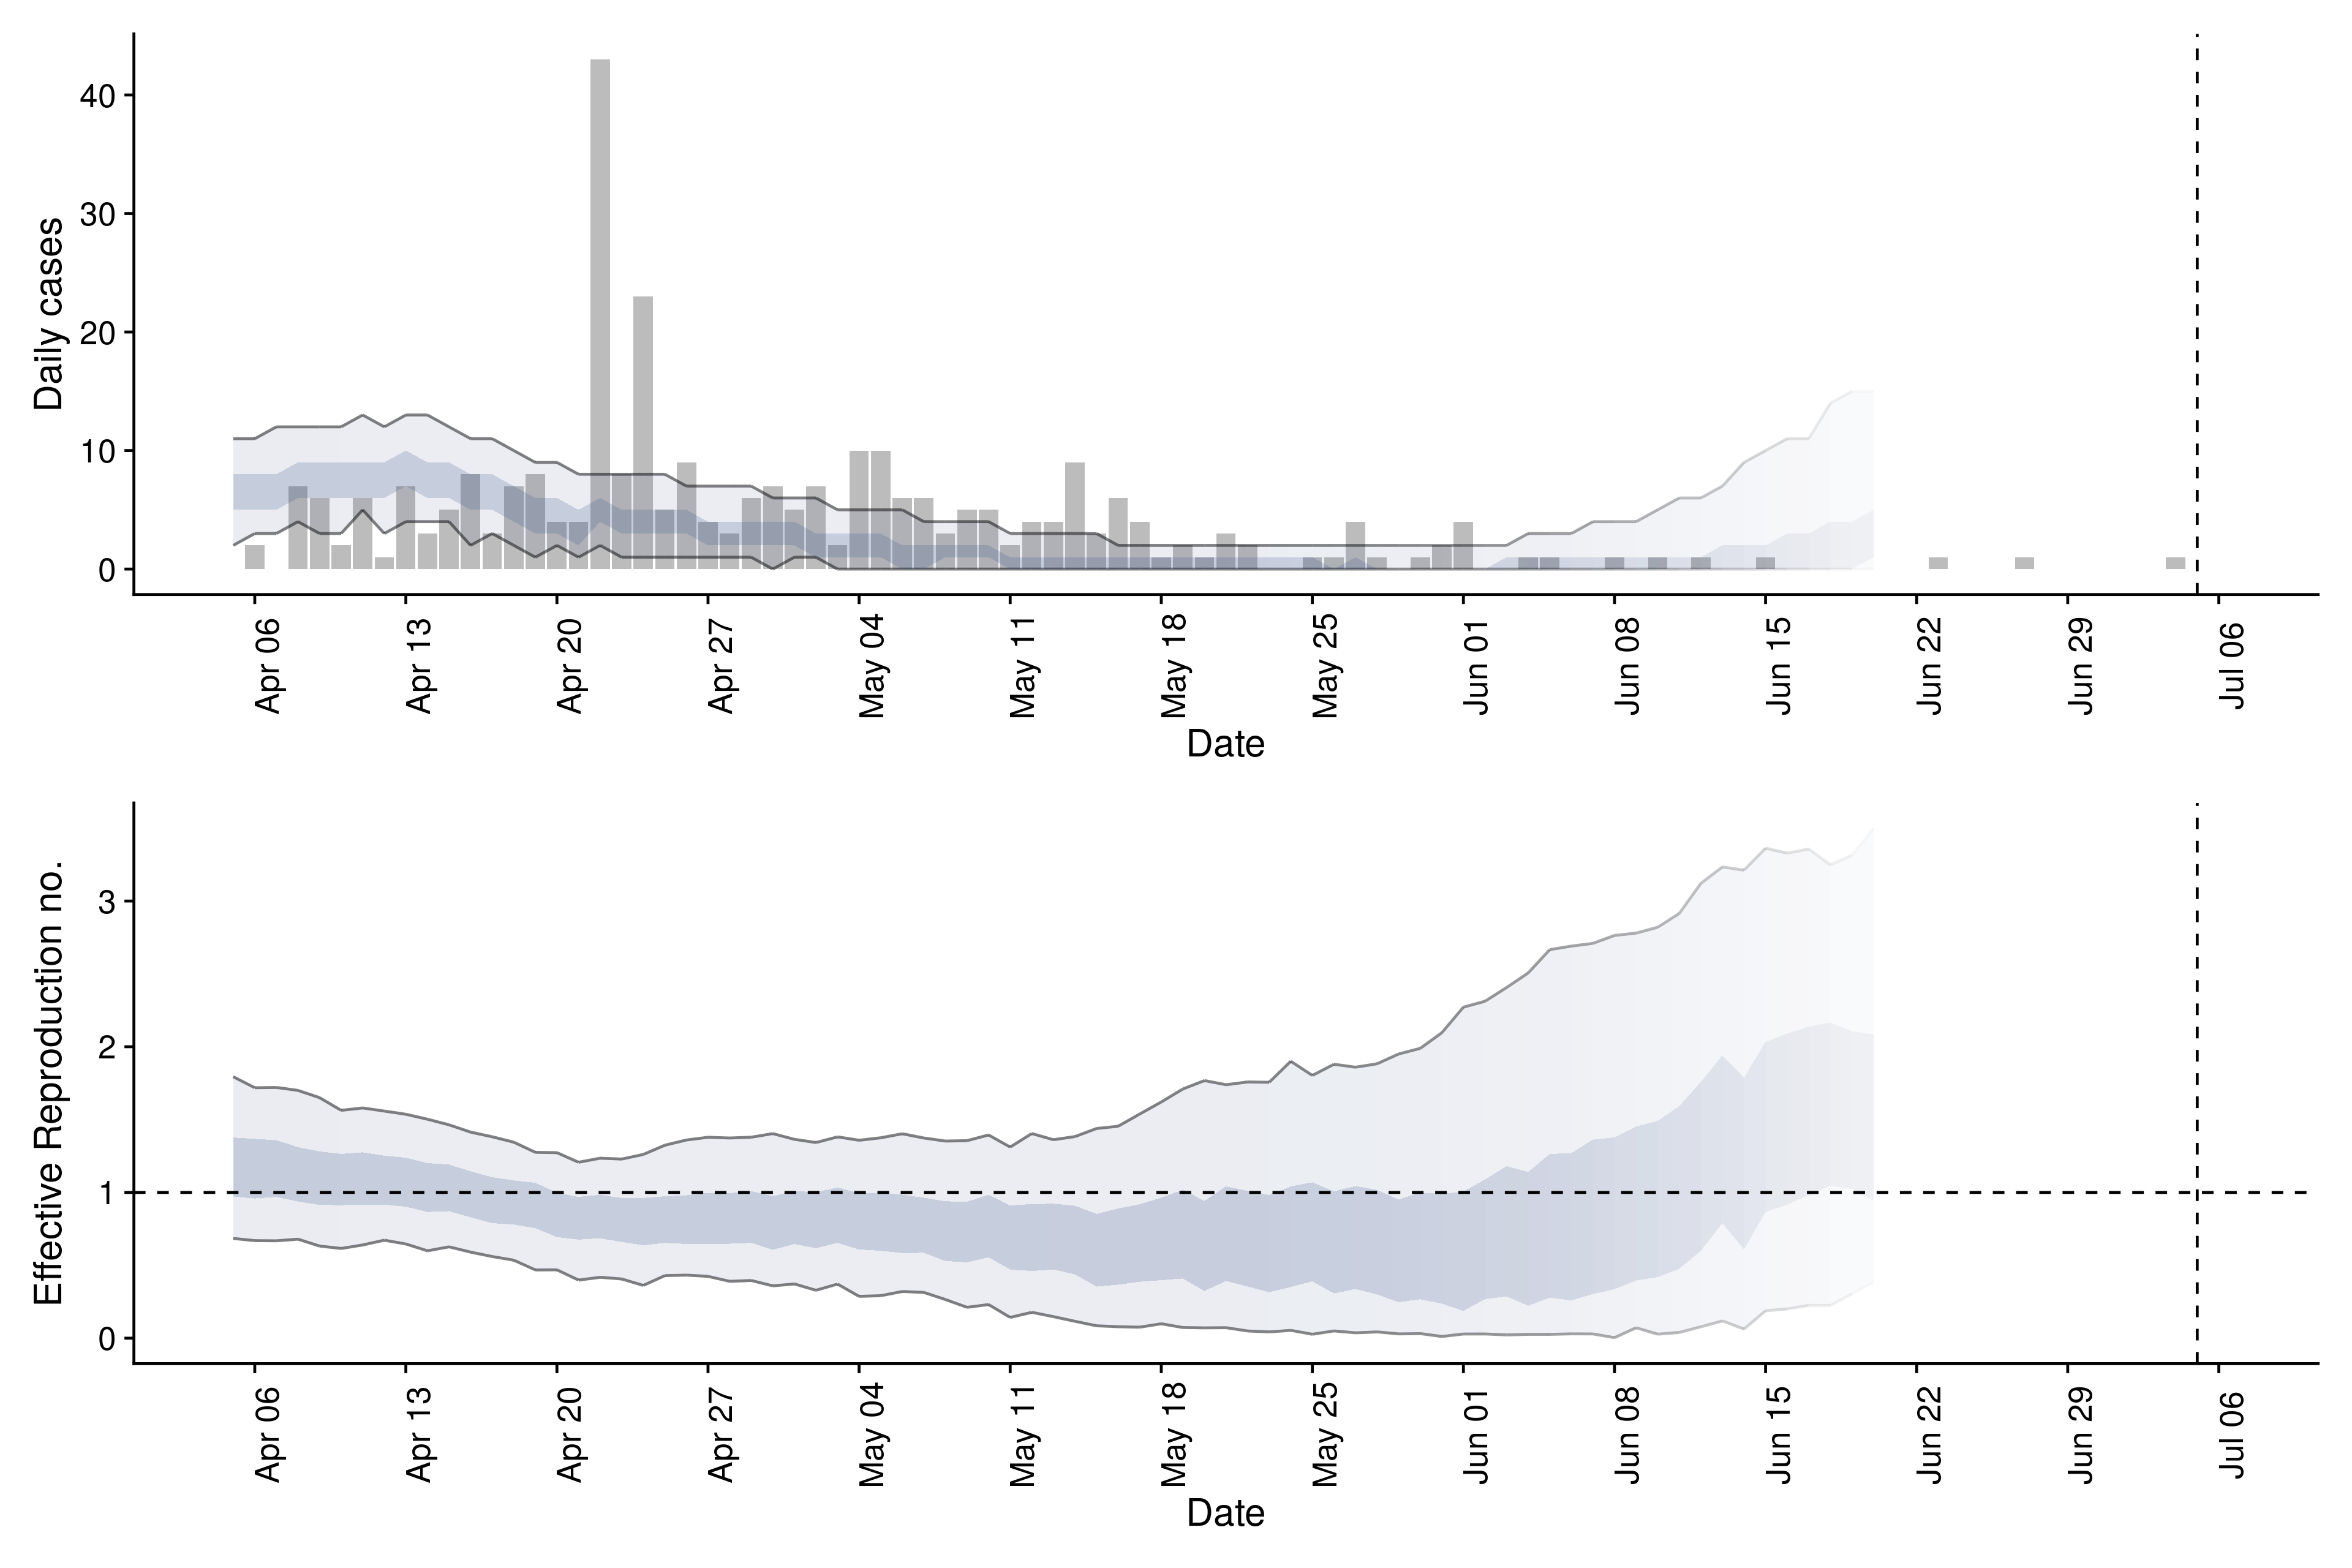 Daily cases
40
30
20
10
0
Apr 06
Apr 13
Apr 20
Apr 27
May 04
May 11
May 18
May 25
Jun 01
Jun 08
Jun 15
Jun 22
Jun 29
Jul 06
Date
Effective Reproduction no.
3
2
1
0
Apr 06
Apr 13
Apr 20
Apr 27
May 04
May 11
May 18
May 25
Jun 01
Jun 08
Jun 15
Jun 22
Jun 29
Jul 06
Date